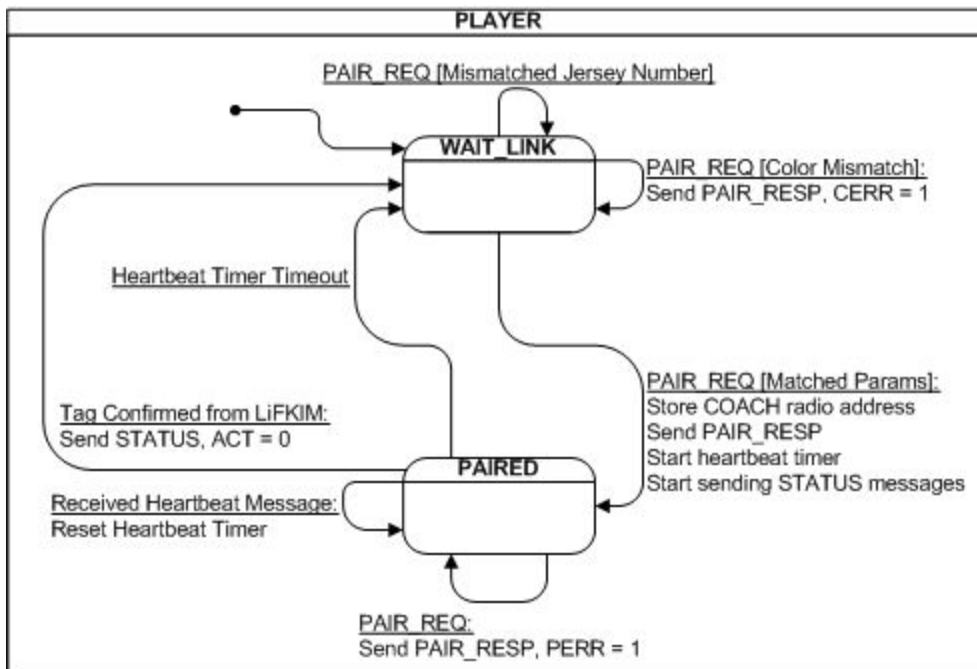 PLAYER
PAIR_REQ [Mismatched Jersey Number]
WAIT_LINK
PAIR_REQ [Color Mismatch]:
Send PAIR_RESP, CERR = 1
Heartbeat Timer Timeout
PAIR_REQ [Matched Params]:
Store COACH radio address
Send PAIR_RESP
Start heartbeat timer
Start sending STATUS messages
Tag Confirmed from LiFKIM:
Send STATUS, ACT = 0
PAIRED
Received Heartbeat Message:
Reset Heartbeat Timer
PAIR_REQ:
Send PAIR_RESP, PERR = 1